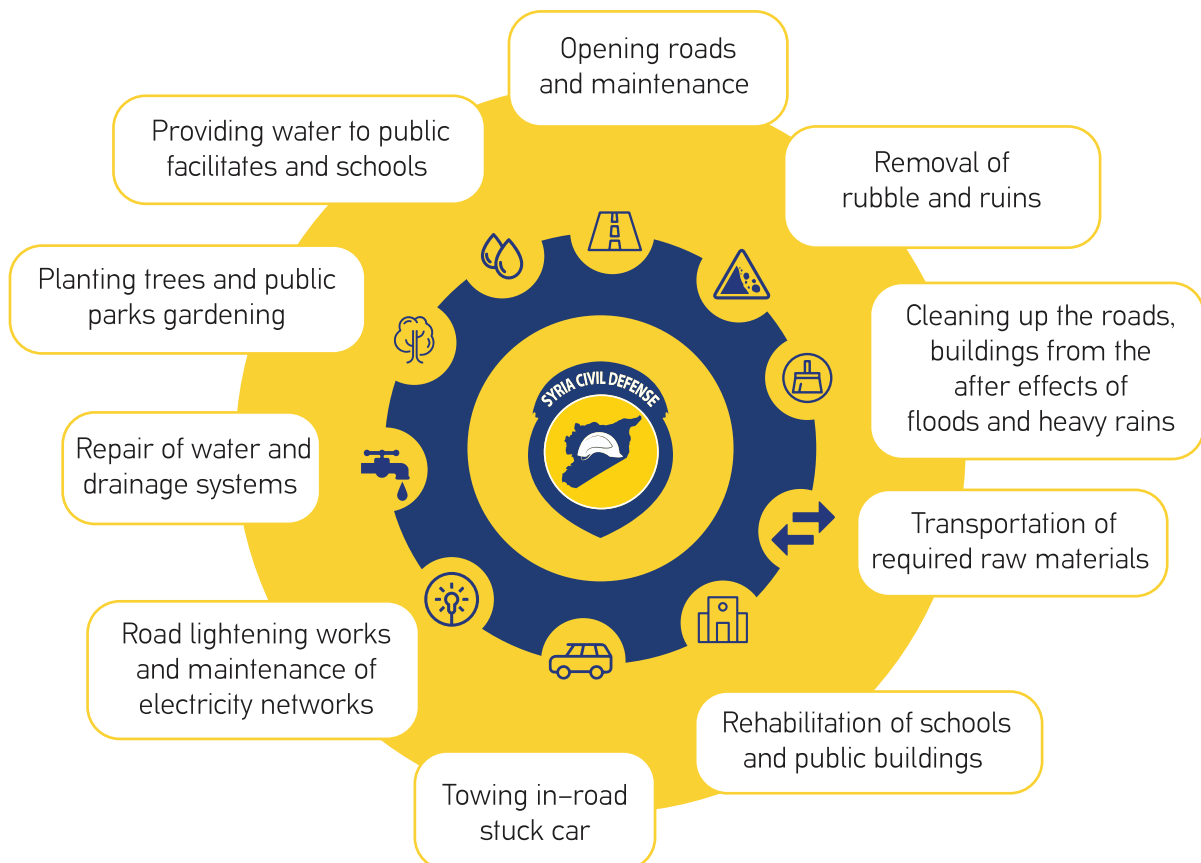 Opening roads
and maintenance
Removal of
rubble and ruins
Cleaning up the roads,
buildings from the
after effects of
floods and heavy rains
Transportation of
required raw materials
Rehabilitation of schools
and public buildings
Towing in–road
stuck car
Road lightening works
and maintenance of
electricity networks
Repair of water and
drainage systems
Planting trees and public
parks gardening
Providing water to public
facilitates and schools
SYRIA CIVIL DEFENSE